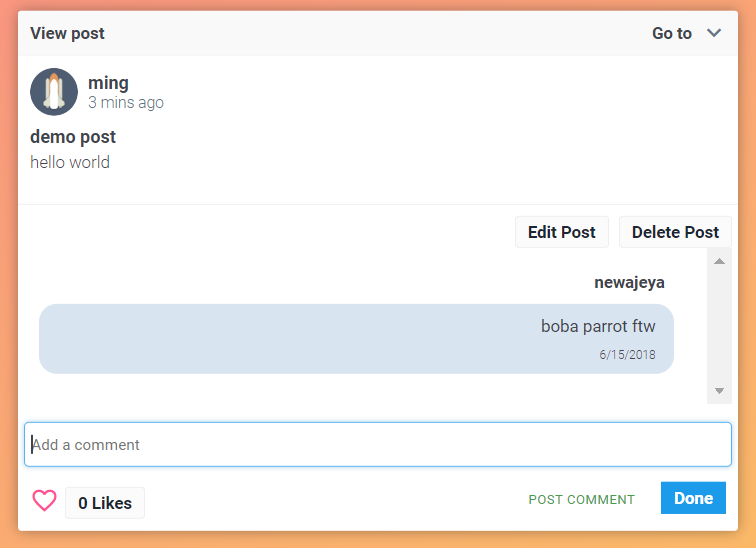 View post
Go to
ming
3 mins ago
demo post
hello world
Edit Post
Delete Post
newajeya
boba parrot ftw
6/15/2018
Add a comment
0 Likes
POST COMMENT
Done